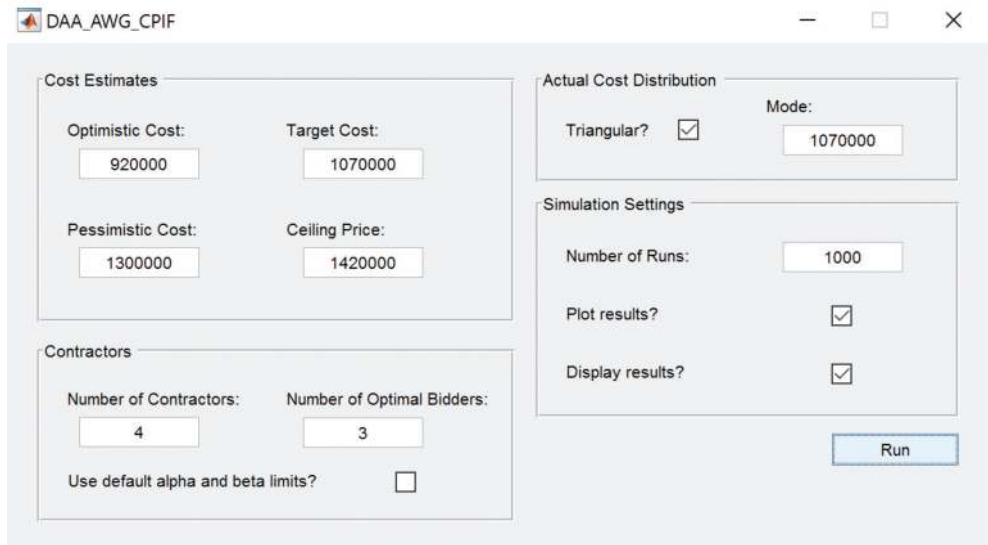 DAA_AWG_CPIF
Cost Estimates
Optimistic Cost: Target Cost:
920000 1070000
Pessimistic Cost: Ceiling Price:
1300000 1420000
Contractors
Number of Contractors: Number of Optimal Bidders:
4 3
Use default alpha and beta limits?
Actual Cost Distribution
Mode:
Triangular? 1070000
Simulation Settings
Number of Runs: 1000
Plot results?
Display results?
Run